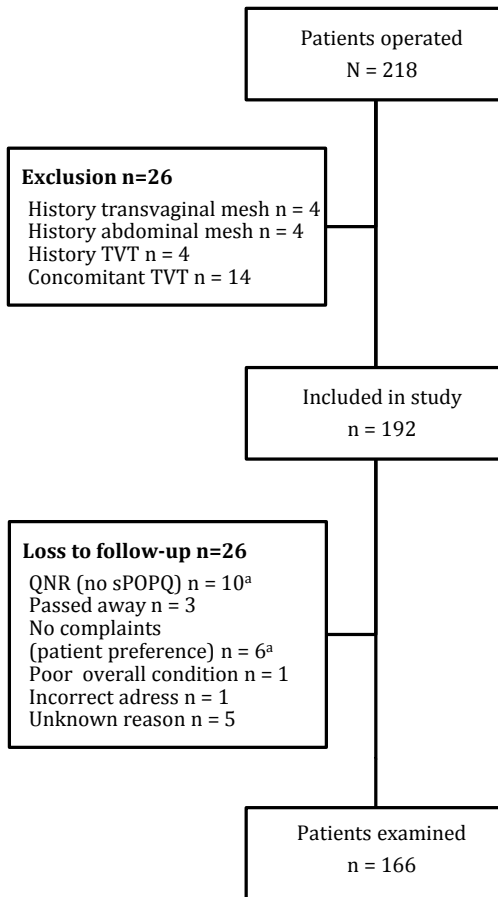 Patients operated
N = 218
Exclusion n=26
History transvaginal mesh n = 4
History abdominal mesh n = 4
History TVT n = 4
Concomitant TVT n = 14
Included in study
n = 192
Loss to follow-up n=26
QNR (no sPOPQ) n = 10ᵃ
Passed away n = 3
No complaints
(patient preference) n = 6ᵃ
Poor overall condition n = 1
Incorrect adress n = 1
Unknown reason n = 5
Patients examined
n = 166